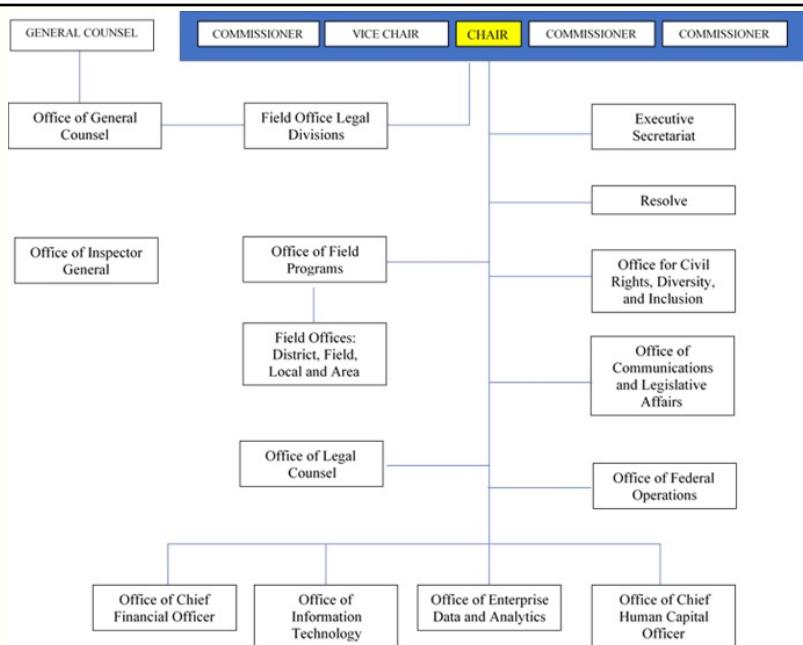 GENERAL COUNSEL
COMMISSIONER
VICE CHAIR
CHAIR
COMMISSIONER
COMMISSIONER
Office of General
Counsel
Field Office Legal
Divisions
Executive
Secretariat
Resolve
Office of Inspector
General
Office of Field
Programs
Office for Civil
Rights, Diversity,
and Inclusion
Field Offices:
District, Field,
Local and Area
Office of
Communications
and Legislative
Affairs
Office of Legal
Counsel
Office of Federal
Operations
Office of Chief
Financial Officer
Office of
Information
Technology
Office of Enterprise
Data and Analytics
Office of Chief
Human Capital
Officer